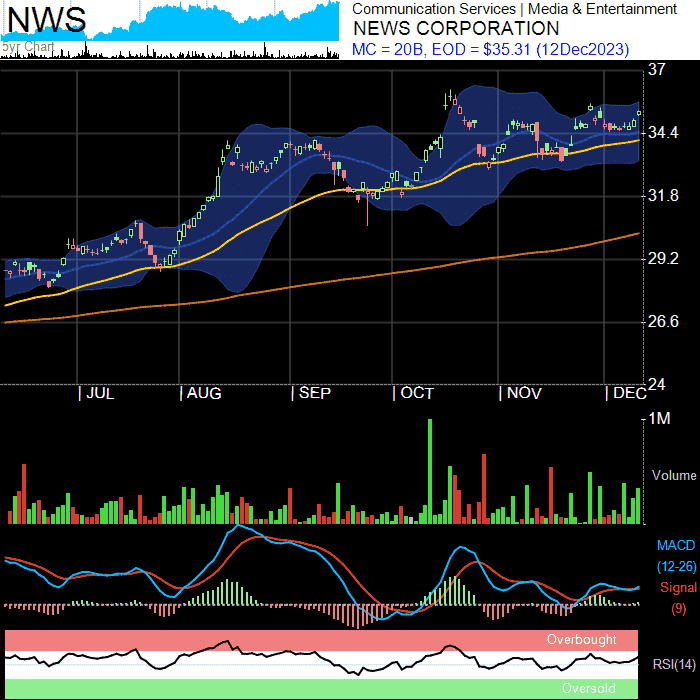 NWS
5yr Chart
Communication Services | Media & Entertainment
NEWS CORPORATION
MC = 20B, EOD = $35.31 (12Dec2023)
37
34.4
31.8
29.2
26.6
24
| JUL | AUG | SEP | OCT | NOV | DEC
1M
Volume
MACD
(12-26)
Signal
(9)
Overbought
RSI(14)
Oversold